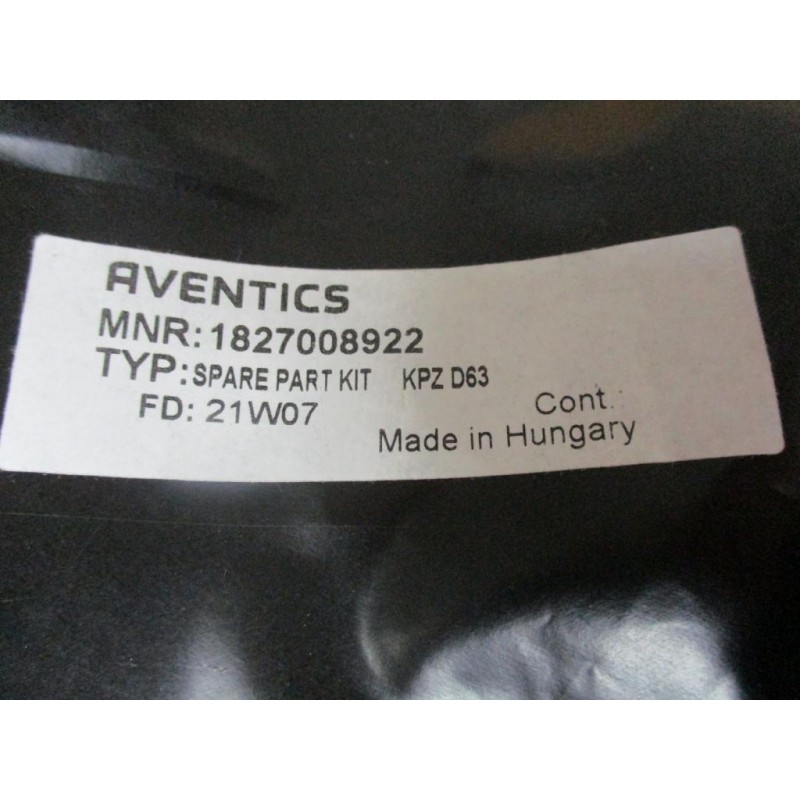 AVENTICS
MNR: 1827008922
TYP: SPARE PART KIT KPZ D63
FD: 21W07 Cont.:
Made in Hungary